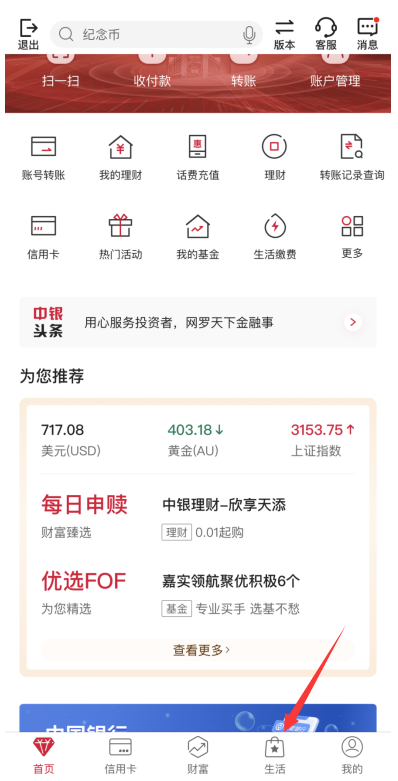 退出
纪念币
版本
客服
消息
扫一扫
收付款
转账
账户管理
账号转账
我的理财
惠
话费充值
理财
转账记录查询
信用卡
热门活动
我的基金
生活缴费
更多
中银
头条
用心服务投资者，网罗天下金融事
为您推荐
717.08
403.18↓
3153.75↑
美元(USD)
黄金(AU)
上证指数
每日申赎
中银理财-欣享天添
财富臻选
理财 0.01起购
优选FOF
嘉实领航聚优积极6个
为您精选
基金 专业买手 选基不愁
查看更多>
中国银行
首页
信用卡
财富
生活
我的